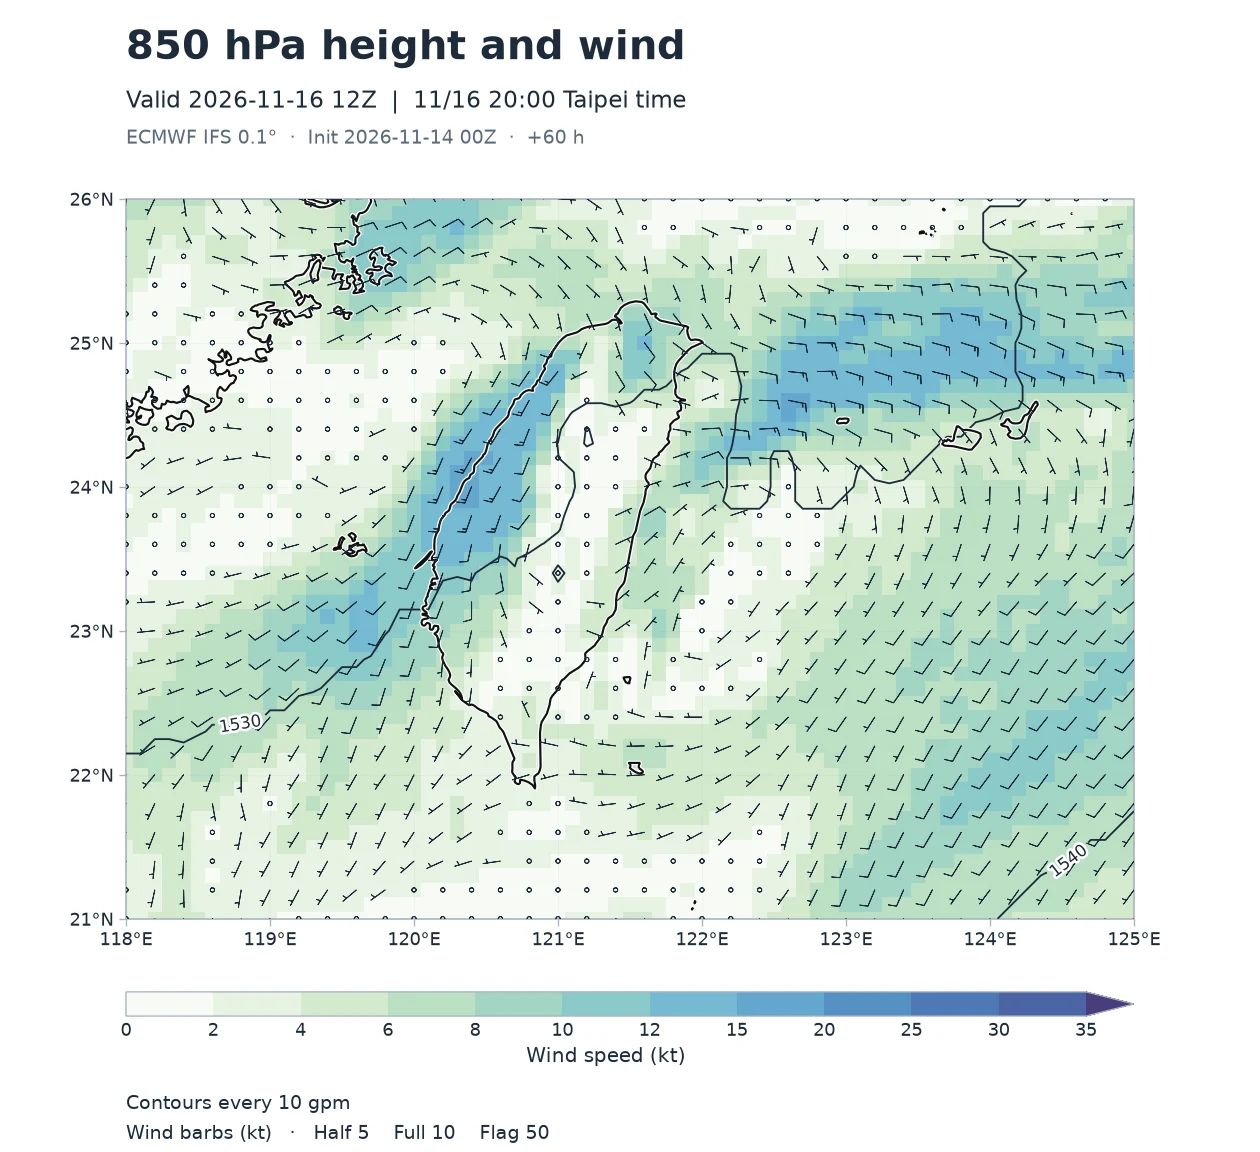 850 hPa height and wind
Valid 2026-11-16 12Z | 11/16 20:00 Taipei time
ECMWF IFS 0.1° · Init 2026-11-14 00Z · +60 h
26°N
25°N
24°N
23°N
1530
22°N
1540
21°N
118°E 119°E 120°E 121°E 122°E 123°E 124°E 125°E
0 2 4 6 8 10 12 15 20 25 30 35
Wind speed (kt)
Contours every 10 gpm
Wind barbs (kt) · Half 5 Full 10 Flag 50